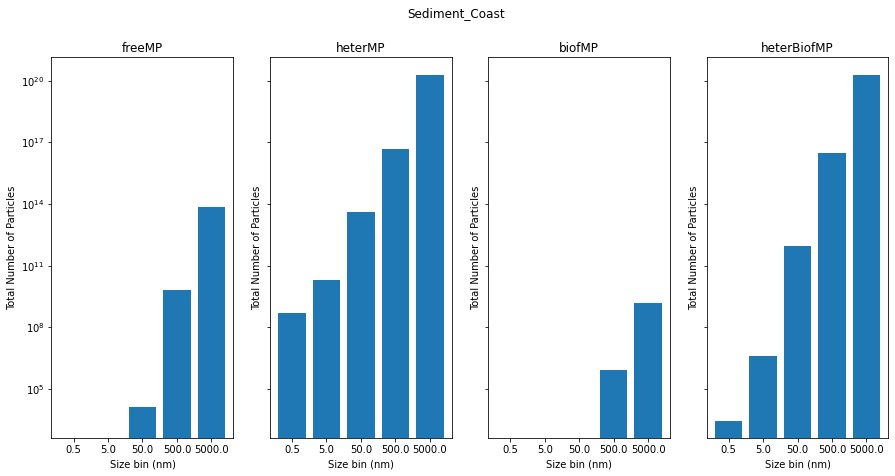 Sediment_Coast
freeMP
heterMP
biofMP
heterBiofMP
10^20
10^17
10^14
10^11
10^8
10^5
Total Number of Particles
Total Number of Particles
Total Number of Particles
Total Number of Particles
0.5 5.0 50.0 500.0 5000.0
0.5 5.0 50.0 500.0 5000.0
0.5 5.0 50.0 500.0 5000.0
0.5 5.0 50.0 500.0 5000.0
Size bin (nm)
Size bin (nm)
Size bin (nm)
Size bin (nm)